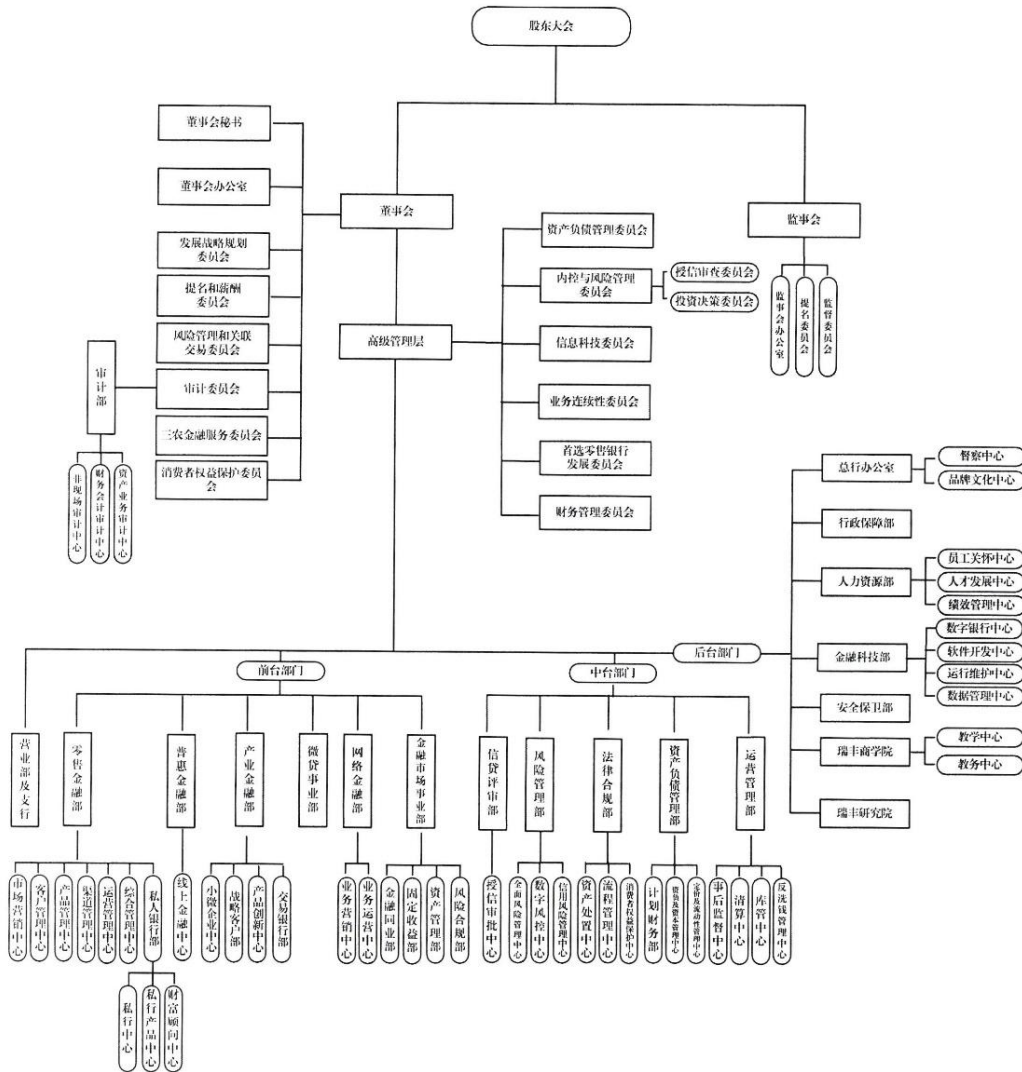 股东大会
董事会秘书
董事会办公室
发展战略规划
委员会
提名和薪酬
委员会
风险管理和关联
交易委员会
审计委员会
三农金融服务委员会
消费者权益保护委员
会
审计部
非现场审计中心
财务会计审计中心
资产业务审计中心
董事会
高级管理层
资产负债管理委员会
内控与风险管理
委员会
授信审查委员会
投资决策委员会
信息科技委员会
业务连续性委员会
首选零售银行
发展委员会
财务管理委员会
监事会
监事会办公室
提名委员会
监督委员会
总行办公室
督察中心
品牌文化中心
行政保障部
人力资源部
员工关怀中心
人才发展中心
绩效管理中心
金融科技部
数字银行中心
软件开发中心
运行维护中心
数据管理中心
安全保卫部
瑞丰商学院
教学中心
教务中心
瑞丰研究院
后台部门
前台部门
中台部门
营业部及支行
零售金融部
普惠金融部
产业金融部
微贷事业部
网络金融部
金融市场事业部
信贷评审部
风险管理部
法律合规部
资产负债管理部
运营管理部
市场营销中心
客户管理中心
产品管理中心
渠道管理中心
运营管理中心
综合管理中心
私人银行部
线上金融中心
小微企业中心
战略客户部
产品创新中心
交易银行部
业务营销中心
业务运营中心
金融同业部
固定收益部
资产管理部
风险合规部
授信审批中心
全面风险管理中心
数字风控中心
信用风险管理中心
资产处置中心
流程管理中心
消费者权益保护中心
计划财务部
资负及资本管理中心
定价及流动性管理中心
事后监督中心
清算中心
库管中心
反洗钱管理中心
私行中心
私行产品中心
财富顾问中心